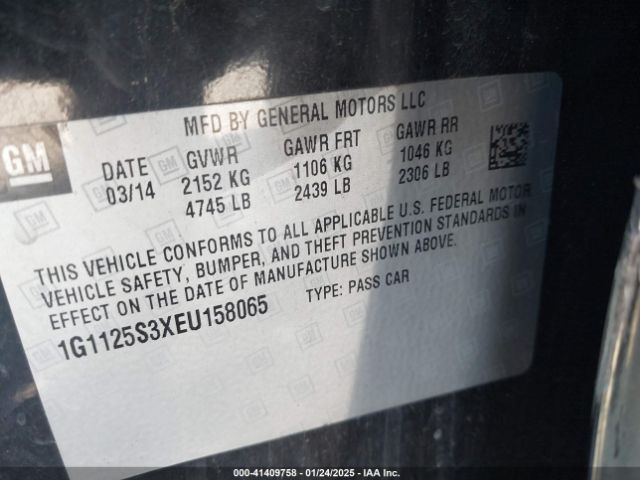 MFD BY GENERAL MOTORS LLC
GM
DATE GVWR GAWR FRT GAWR RR
03/14 2152 KG 1106 KG 1046 KG
4745 LB 2439 LB 2306 LB
THIS VEHICLE CONFORMS TO ALL APPLICABLE U.S. FEDERAL MOTOR
VEHICLE SAFETY, BUMPER, AND THEFT PREVENTION STANDARDS IN
EFFECT ON THE DATE OF MANUFACTURE SHOWN ABOVE.
1G1125S3XEU158065 TYPE: PASS CAR
000-41409758 - 01/24/2025 - IAA Inc.